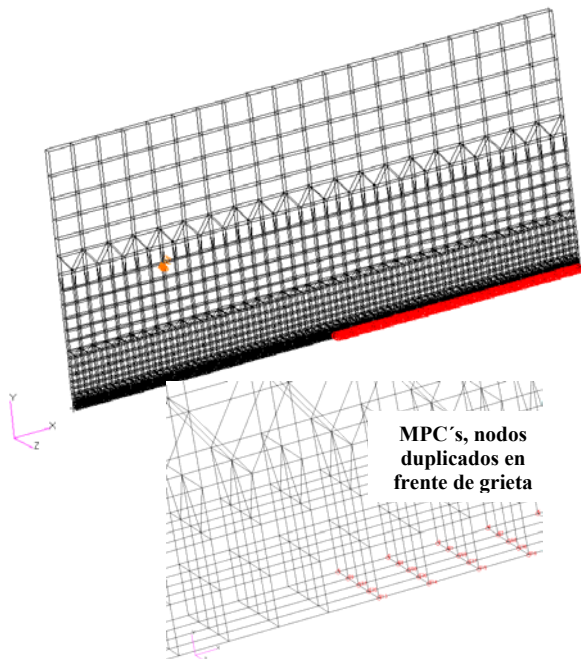 Y
X
Z
MPC´s, nodos
duplicados en
frente de grieta